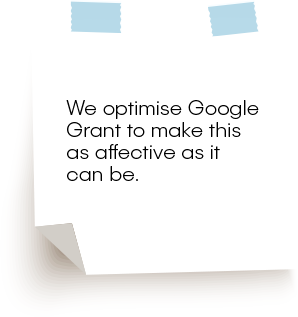 We optimise Google
Grant to make this
as affective as it
can be.